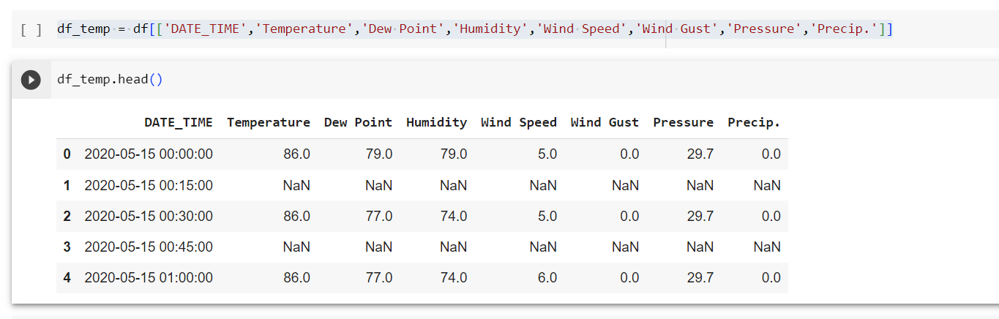 [ ] df_temp = df[['DATE_TIME','Temperature','Dew Point','Humidity','Wind Speed','Wind Gust','Pressure','Precip.']]
df_temp.head()
DATE_TIME Temperature Dew Point Humidity Wind Speed Wind Gust Pressure Precip.
0 2020-05-15 00:00:00 86.0 79.0 79.0 5.0 0.0 29.7 0.0
1 2020-05-15 00:15:00 NaN NaN NaN NaN NaN NaN NaN
2 2020-05-15 00:30:00 86.0 77.0 74.0 5.0 0.0 29.7 0.0
3 2020-05-15 00:45:00 NaN NaN NaN NaN NaN NaN NaN
4 2020-05-15 01:00:00 86.0 77.0 74.0 6.0 0.0 29.7 0.0